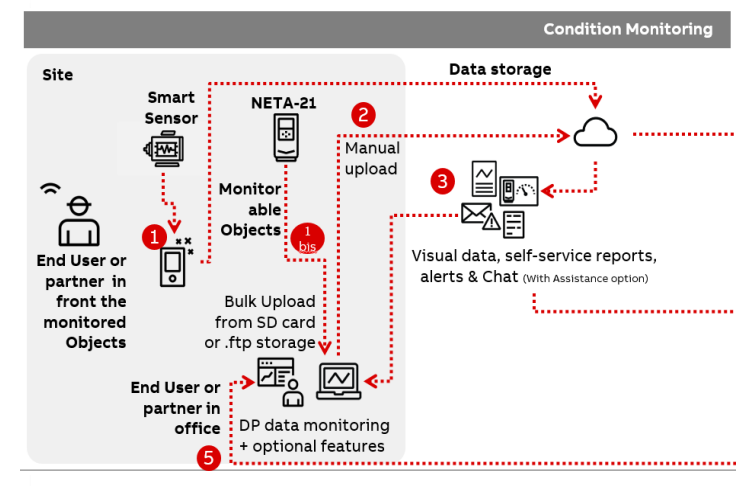 Condition Monitoring
Site
Data storage
Smart
Sensor
NETA-21
2
Manual
upload
3
Monitor
able
Objects
1
1
bis
End User or
partner in
front the
monitored
Objects
Visual data, self-service reports,
alerts & Chat (With Assistance option)
Bulk Upload
from SD card
or .ftp storage
End User or
partner in
office
DP data monitoring
+ optional features
5